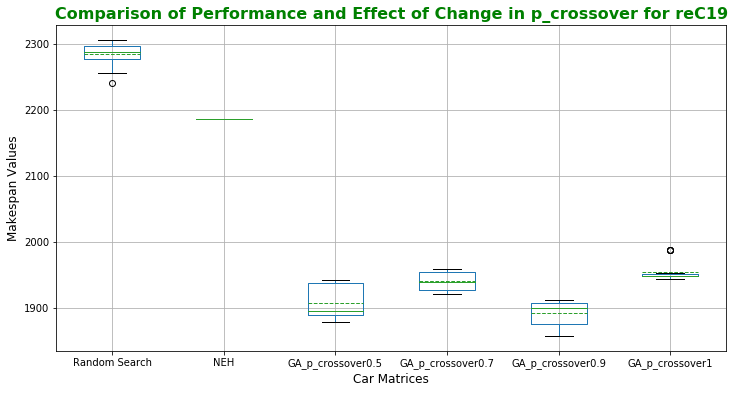 Comparison of Performance and Effect of Change in p_crossover for reC19
2300
2200
2100
2000
1900
Makespan Values
Random Search
NEH
GA_p_crossover0.5
GA_p_crossover0.7
GA_p_crossover0.9
GA_p_crossover1
Car Matrices